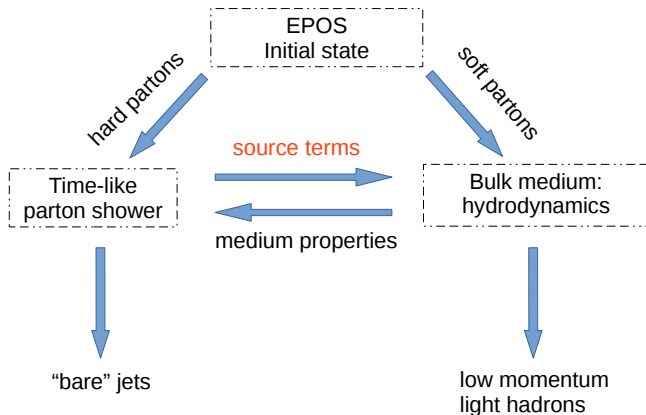 EPOS
Initial state
hard partons
soft partons
source terms
Time-like
parton shower
Bulk medium:
hydrodynamics
medium properties
“bare” jets
low momentum
light hadrons